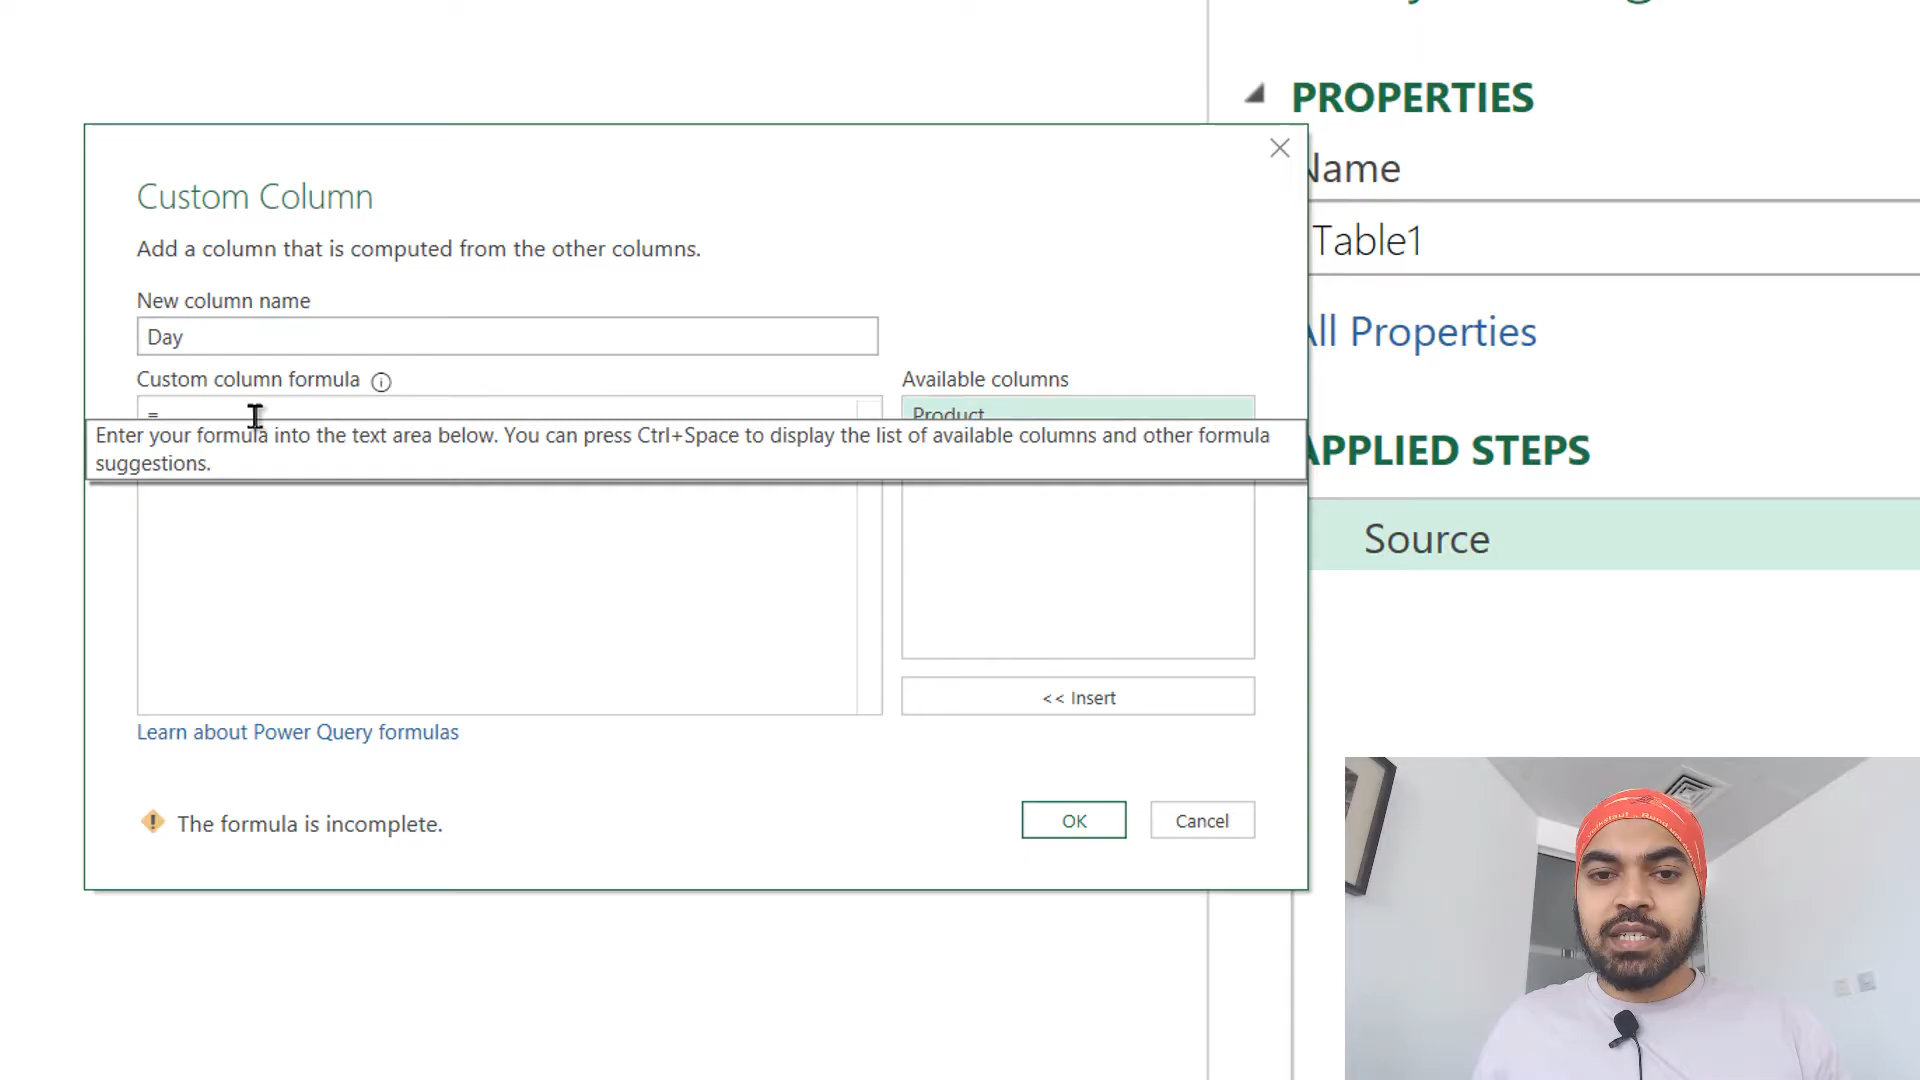 PROPERTIES
Name
Table1
All Properties
APPLIED STEPS
Source
Custom Column
Add a column that is computed from the other columns.
New column name
Day
Custom column formula
Available columns
=
Product
Enter your formula into the text area below. You can press Ctrl+Space to display the list of available columns and other formula
suggestions.
<< Insert
Learn about Power Query formulas
The formula is incomplete.
OK
Cancel